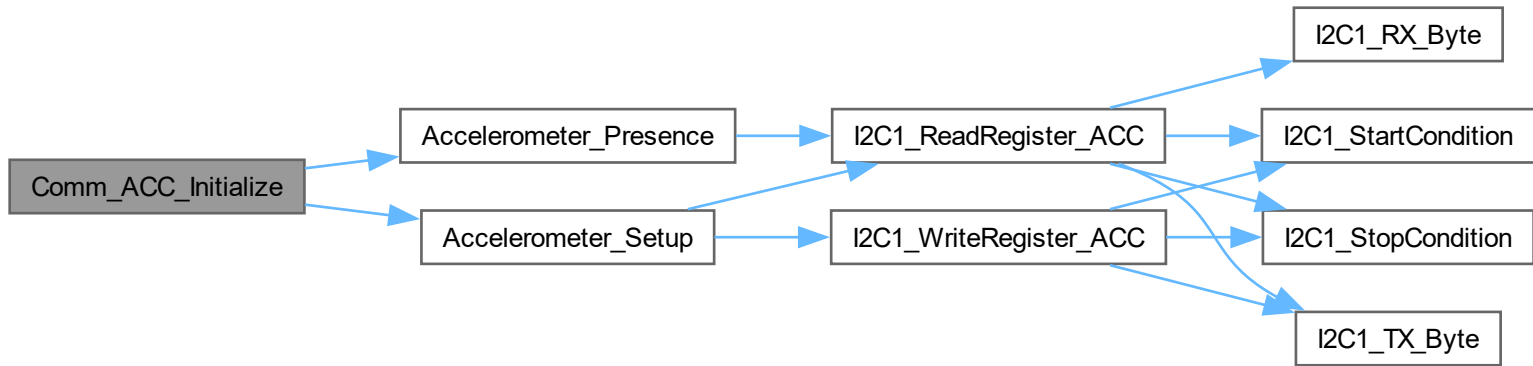 Comm_ACC_Initialize
Accelerometer_Presence
Accelerometer_Setup
I2C1_ReadRegister_ACC
I2C1_WriteRegister_ACC
I2C1_RX_Byte
I2C1_StartCondition
I2C1_StopCondition
I2C1_TX_Byte